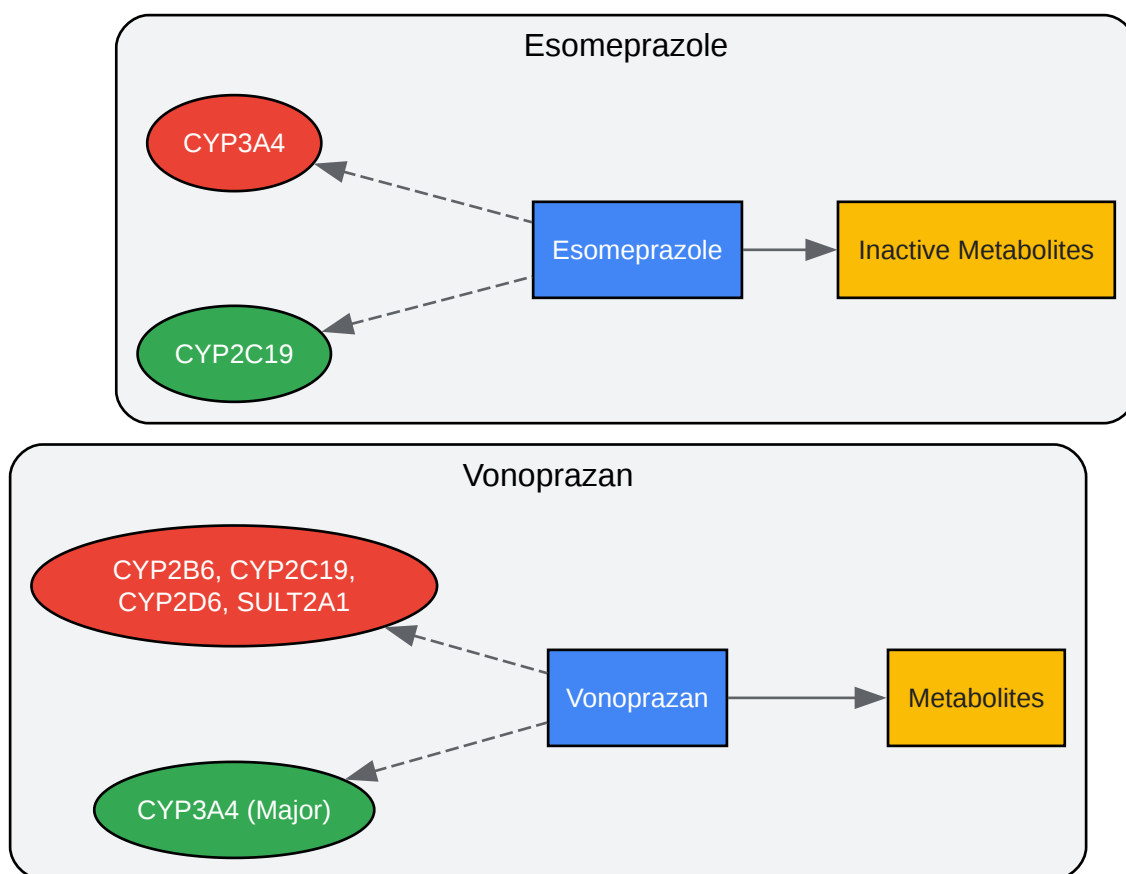 Esomeprazole
CYP3A4
Esomeprazole
Inactive Metabolites
CYP2C19
Vonoprazan
CYP2B6, CYP2C19,
CYP2D6, SULT2A1
Vonoprazan
Metabolites
CYP3A4 (Major)